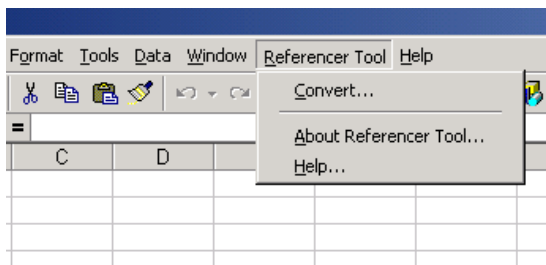 Format Tools Data Window Referencer Tool Help
Convert...
=
About Referencer Tool...
C D
Help...